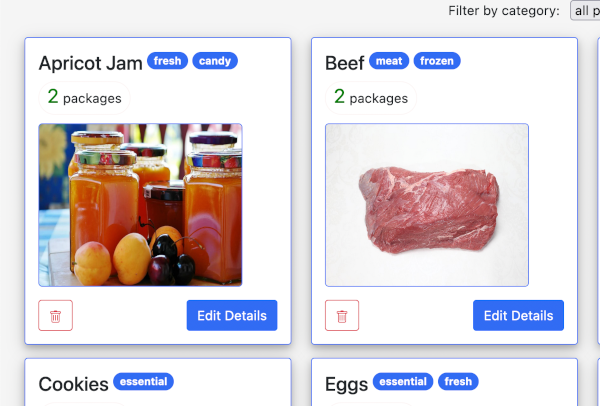 Filter by category: all p
Apricot Jam fresh candy
2 packages
Edit Details
Beef meat frozen
2 packages
Edit Details
Cookies essential
Eggs essential fresh